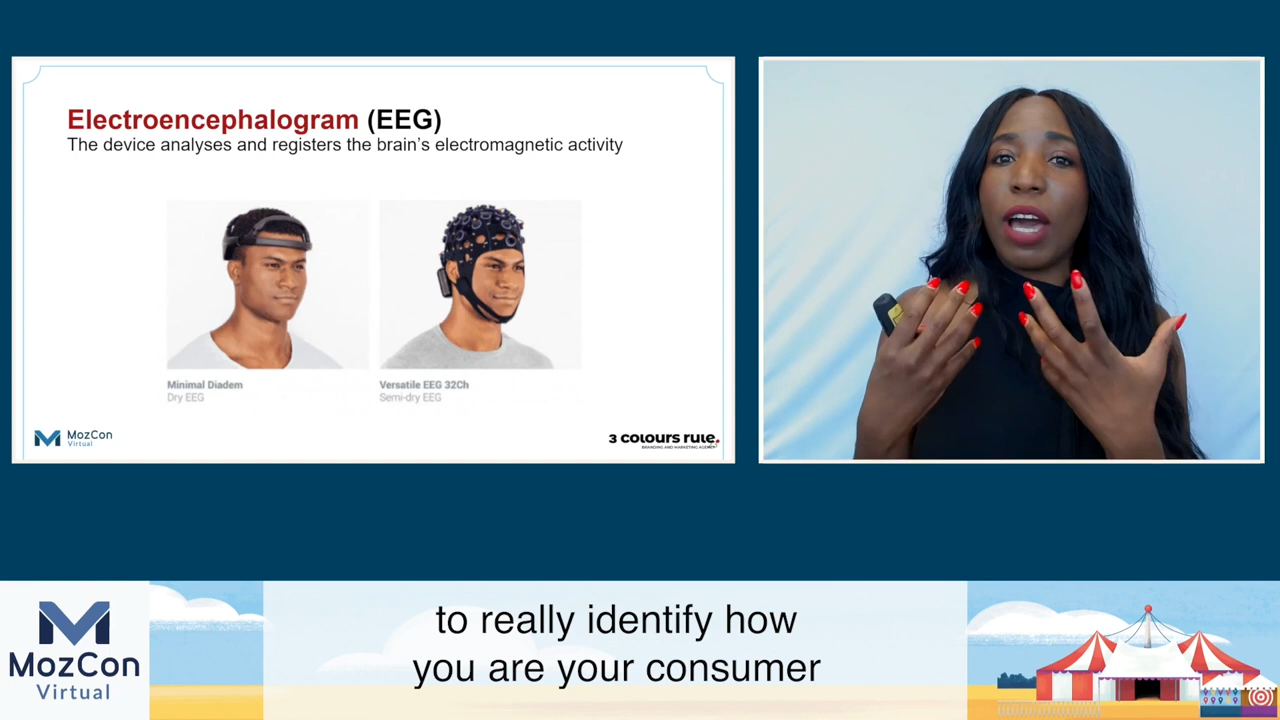 Electroencephalogram (EEG)
The device analyses and registers the brain's electromagnetic activity
Minimal Diadem
Dry EEG
Versatile EEG 32Ch
Semi-dry EEG
MozCon
Virtual
3 colours rule.
BRANDING AND MARKETING AGENCY
to really identify how
you are your consumer
MozCon
Virtual